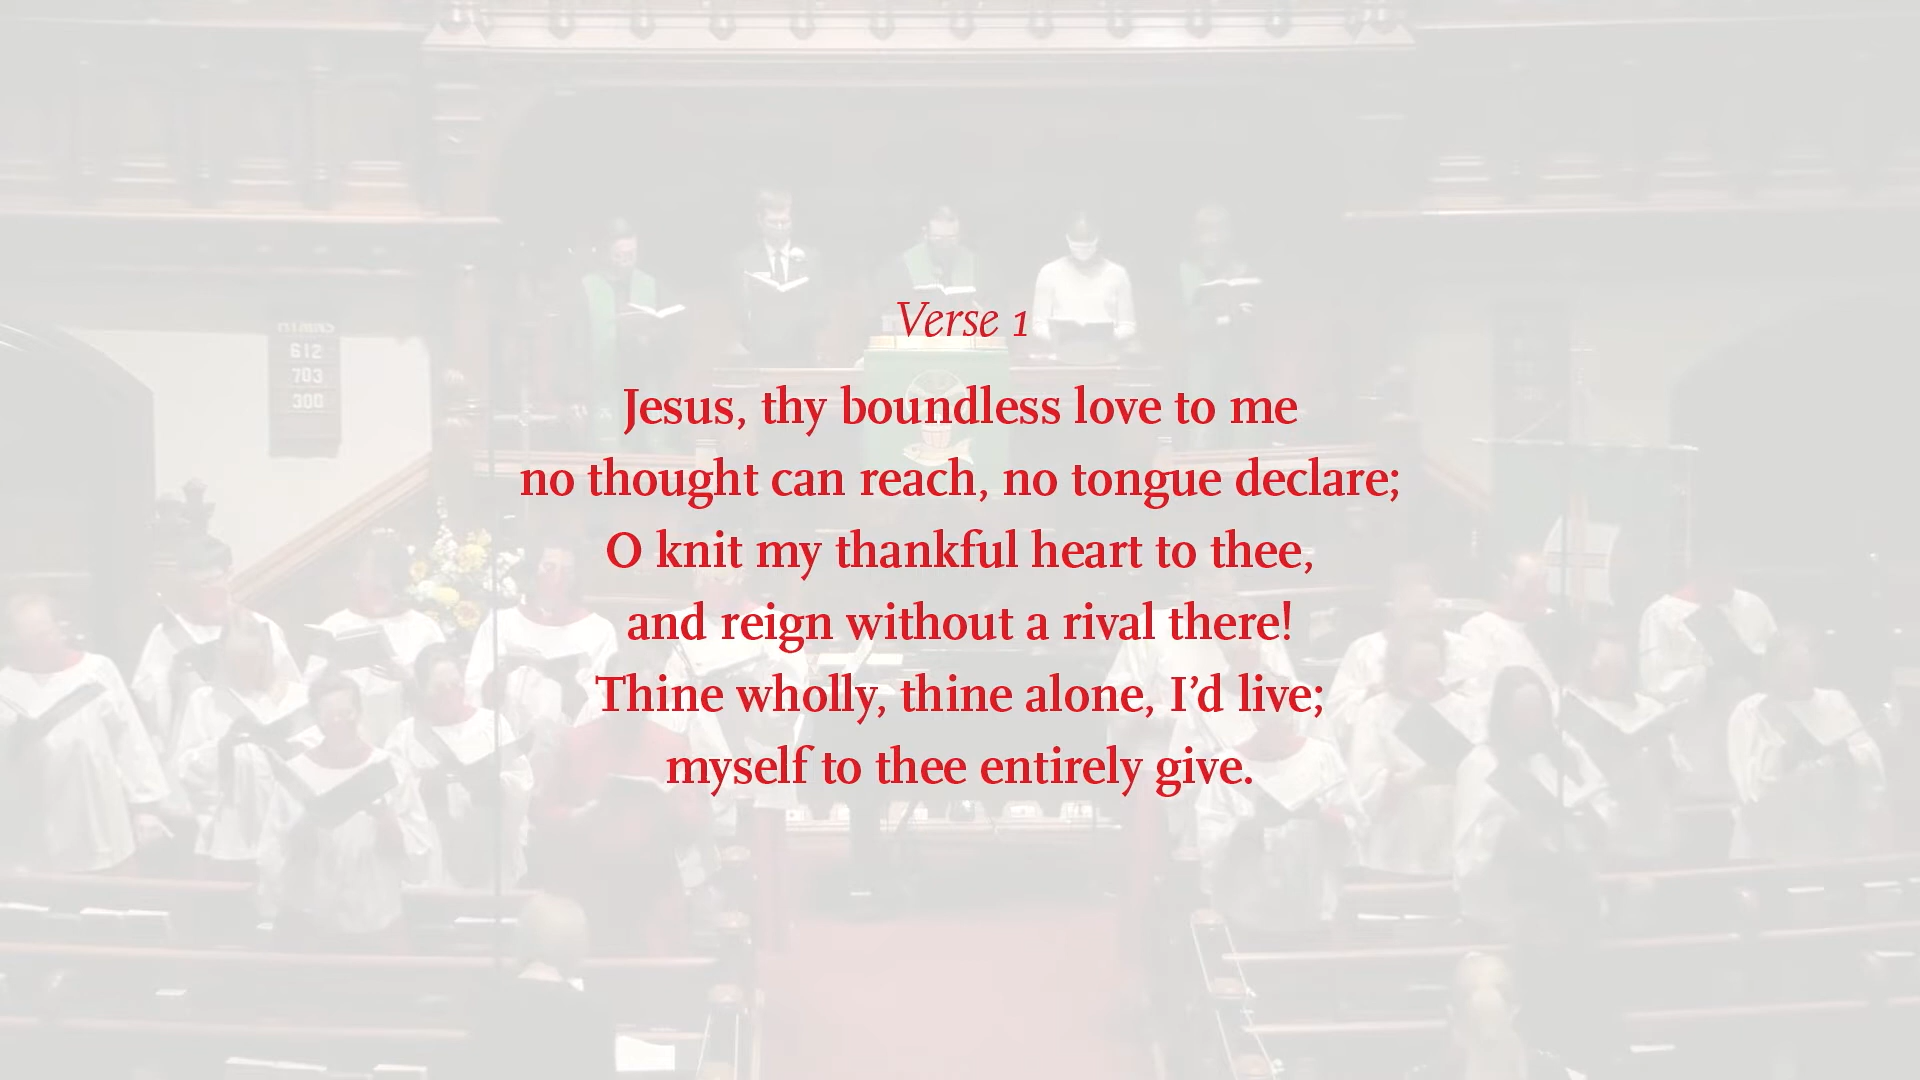 Verse 1
Jesus, thy boundless love to me
no thought can reach, no tongue declare;
O knit my thankful heart to thee,
and reign without a rival there!
Thine wholly, thine alone, I’d live;
myself to thee entirely give.
HYMNS
612
703
300